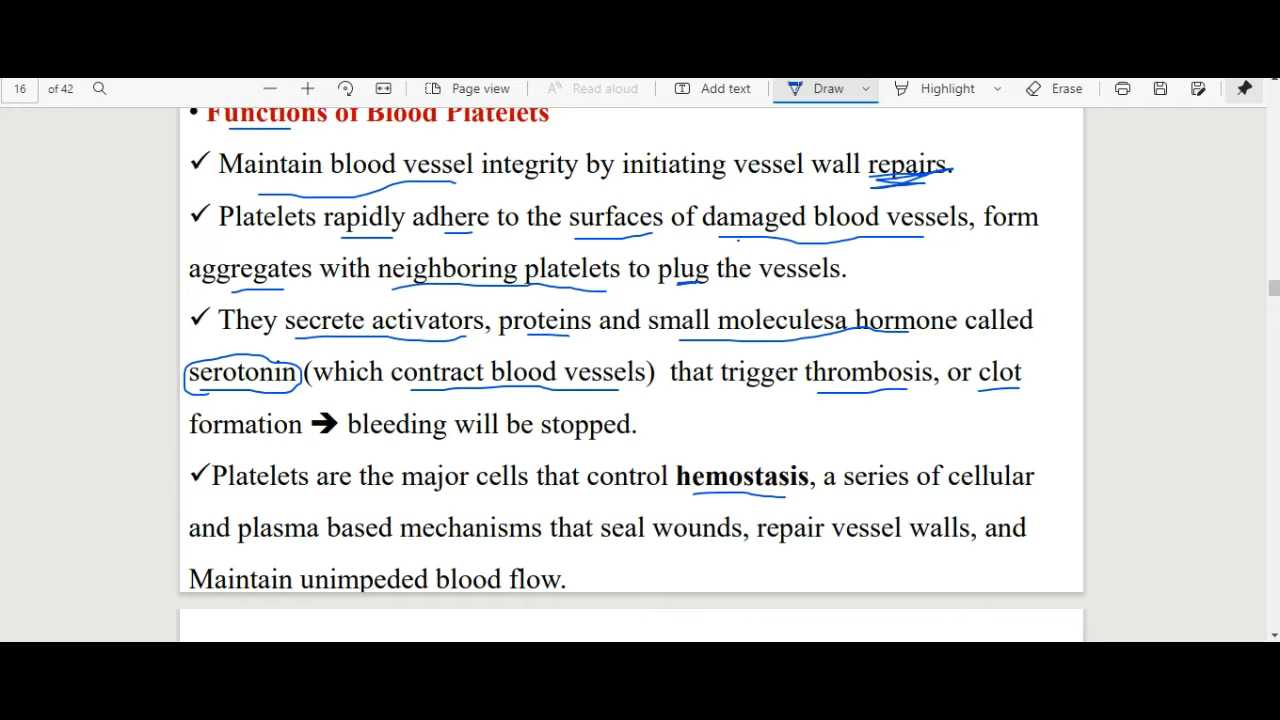 16 of 42 Page view Read aloud Add text Draw Highlight Erase
• Functions of Blood Platelets
✓ Maintain blood vessel integrity by initiating vessel wall repairs.
✓ Platelets rapidly adhere to the surfaces of damaged blood vessels, form
aggregates with neighboring platelets to plug the vessels.
✓ They secrete activators, proteins and small moleculesa hormone called
serotonin (which contract blood vessels) that trigger thrombosis, or clot
formation ➔ bleeding will be stopped.
✓Platelets are the major cells that control hemostasis, a series of cellular
and plasma based mechanisms that seal wounds, repair vessel walls, and
Maintain unimpeded blood flow.